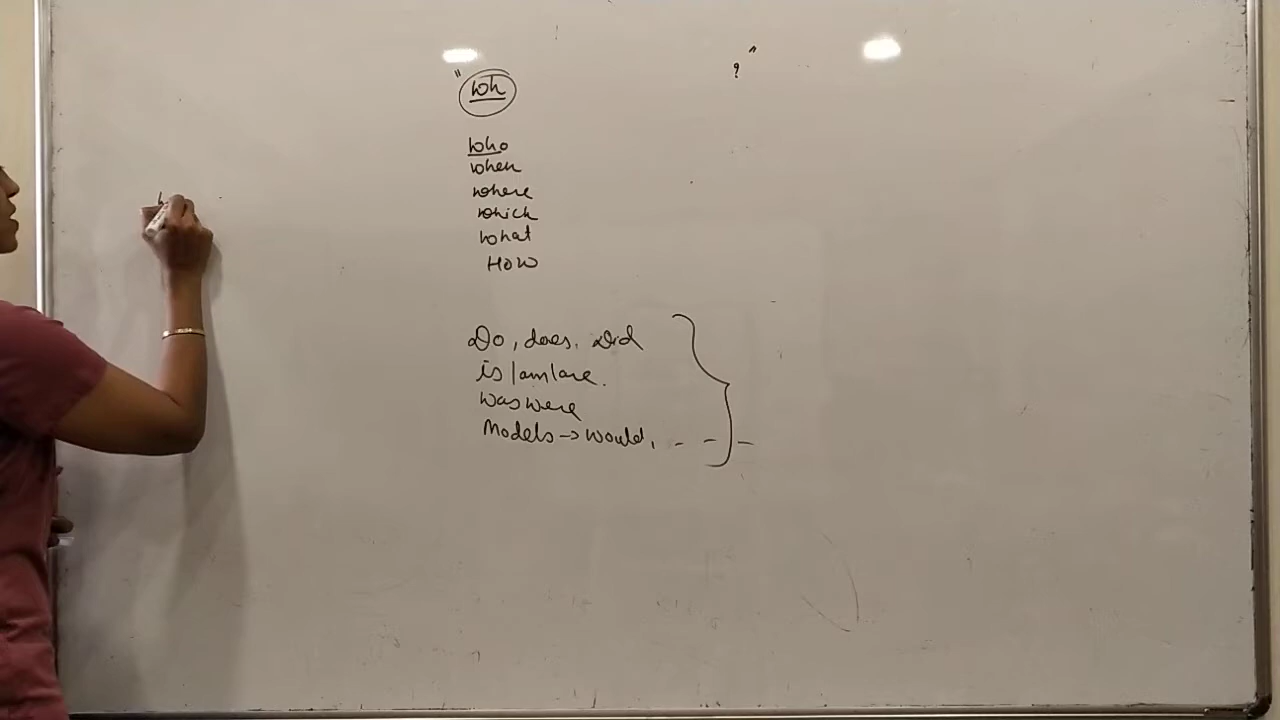 " wh ? "
who
when
where
which
what
How
Do, does, Did
is/am/are.
was were
Models → would, - - -